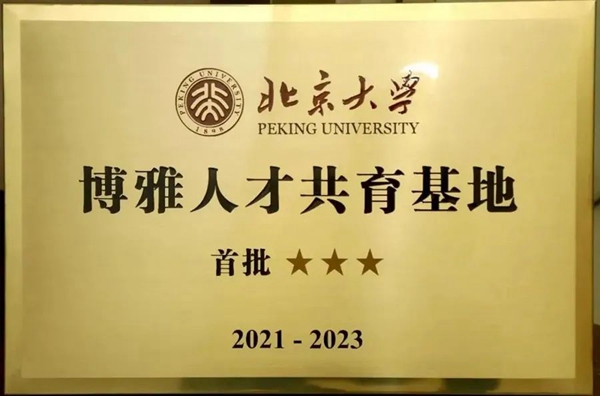 PEKING UNIVERSITY
1898
北京大学
PEKING UNIVERSITY
博雅人才共育基地
首批 ★★★
2021 - 2023